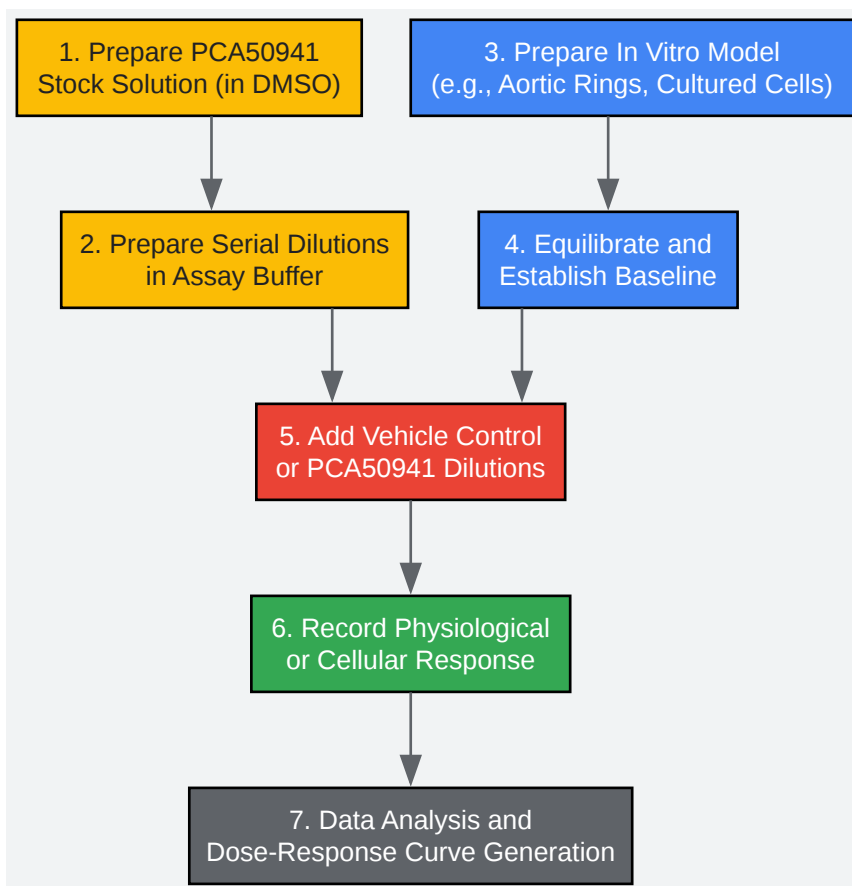 1. Prepare PCA50941
Stock Solution (in DMSO)
3. Prepare In Vitro Model
(e.g., Aortic Rings, Cultured Cells)
2. Prepare Serial Dilutions
in Assay Buffer
4. Equilibrate and
Establish Baseline
5. Add Vehicle Control
or PCA50941 Dilutions
6. Record Physiological
or Cellular Response
7. Data Analysis and
Dose-Response Curve Generation